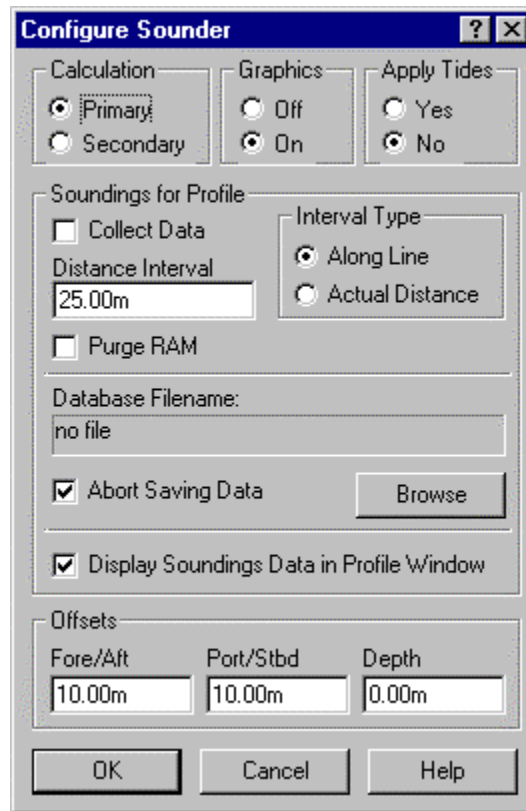 Configure Sounder
Calculation
Primary
Secondary
Graphics
Off
On
Apply Tides
Yes
No
Soundings for Profile
Collect Data
Distance Interval
25.00m
Purge RAM
Interval Type
Along Line
Actual Distance
Database Filename:
no file
Abort Saving Data
Browse
Display Soundings Data in Profile Window
Offsets
Fore/Aft
Port/Stbd
Depth
10.00m
10.00m
0.00m
OK
Cancel
Help